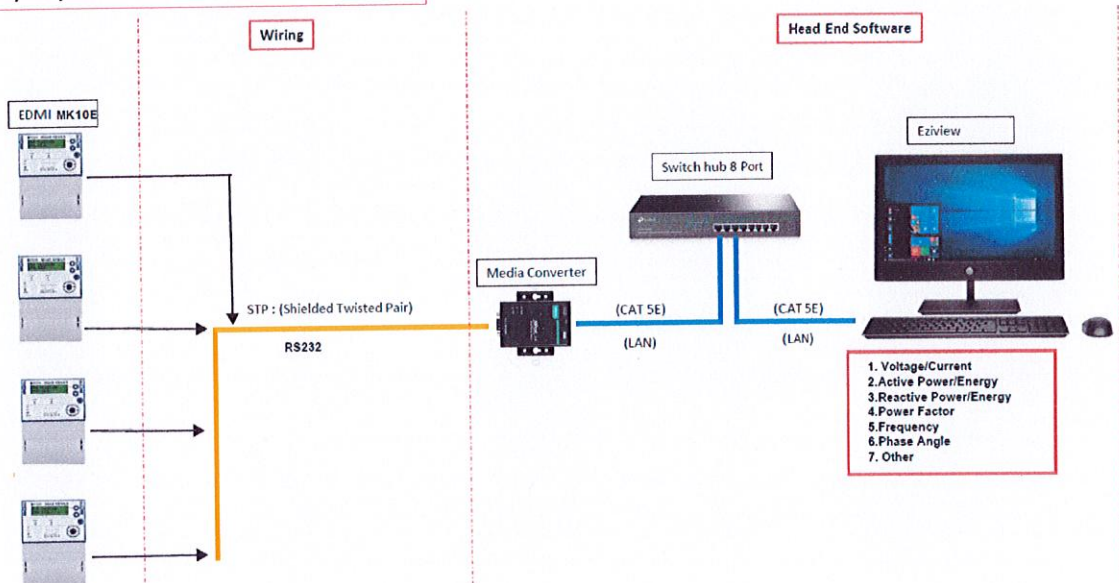 Wiring
Head End Software
EDMI MK10E
Eziview
Switch hub 8 Port
Media Converter
STP : (Shielded Twisted Pair)
RS232
(CAT 5E)
(LAN)
(CAT 5E)
(LAN)
1. Voltage/Current
2.Active Power/Energy
3.Reactive Power/Energy
4.Power Factor
5.Frequency
6.Phase Angle
7. Other